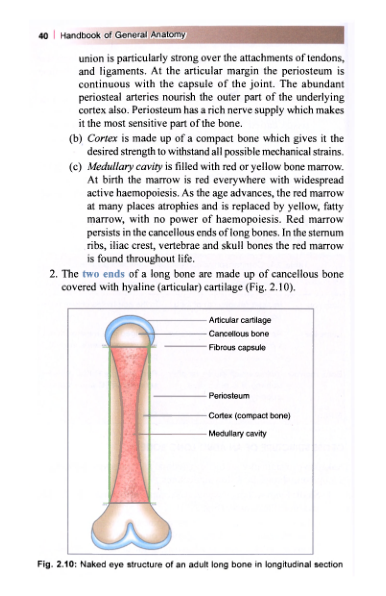 40 | Handbook of General Anatomy
union is particularly strong over the attachments of tendons,
and ligaments. At the articular margin the periosteum is
continuous with the capsule of the joint. The abundant
periosteal arteries nourish the outer part of the underlying
cortex also. Periosteum has a rich nerve supply which makes
it the most sensitive part of the bone.
(b) Cortex is made up of a compact bone which gives it the
desired strength to withstand all possible mechanical strains.
(c) Medullary cavity is filled with red or yellow bone marrow.
At birth the marrow is red everywhere with widespread
active haemopoiesis. As the age advances, the red marrow
at many places atrophies and is replaced by yellow, fatty
marrow, with no power of haemopoiesis. Red marrow
persists in the cancellous ends of long bones. In the sternum
ribs, iliac crest, vertebrae and skull bones the red marrow
is found throughout life.
2. The two ends of a long bone are made up of cancellous bone
covered with hyaline (articular) cartilage (Fig. 2.10).
Articular cartilage
Cancellous bone
Fibrous capsule
Periosteum
Cortex (compact bone)
Medullary cavity
Fig. 2.10: Naked eye structure of an adult long bone in longitudinal section